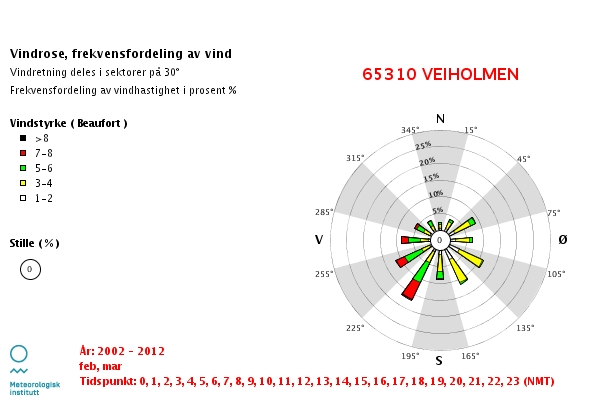 Vindrose, frekvensfordeling av vind
Vindretning deles i sektorer på 30°
Frekvensfordeling av vindhastighet i prosent %
65310 VEIHOLMEN
Vindstyrke ( Beaufort )
>8
7-8
5-6
3-4
1-2
Stille ( % )
0
N
345°
15°
315°
45°
285°
75°
V
Ø
255°
105°
225°
135°
195°
165°
S
25%
20%
15%
10%
5%
0
År: 2002 - 2012
feb, mar
Tidspunkt: 0, 1, 2, 3, 4, 5, 6, 7, 8, 9, 10, 11, 12, 13, 14, 15, 16, 17, 18, 19, 20, 21, 22, 23 (NMT)
Meteorologisk
institutt